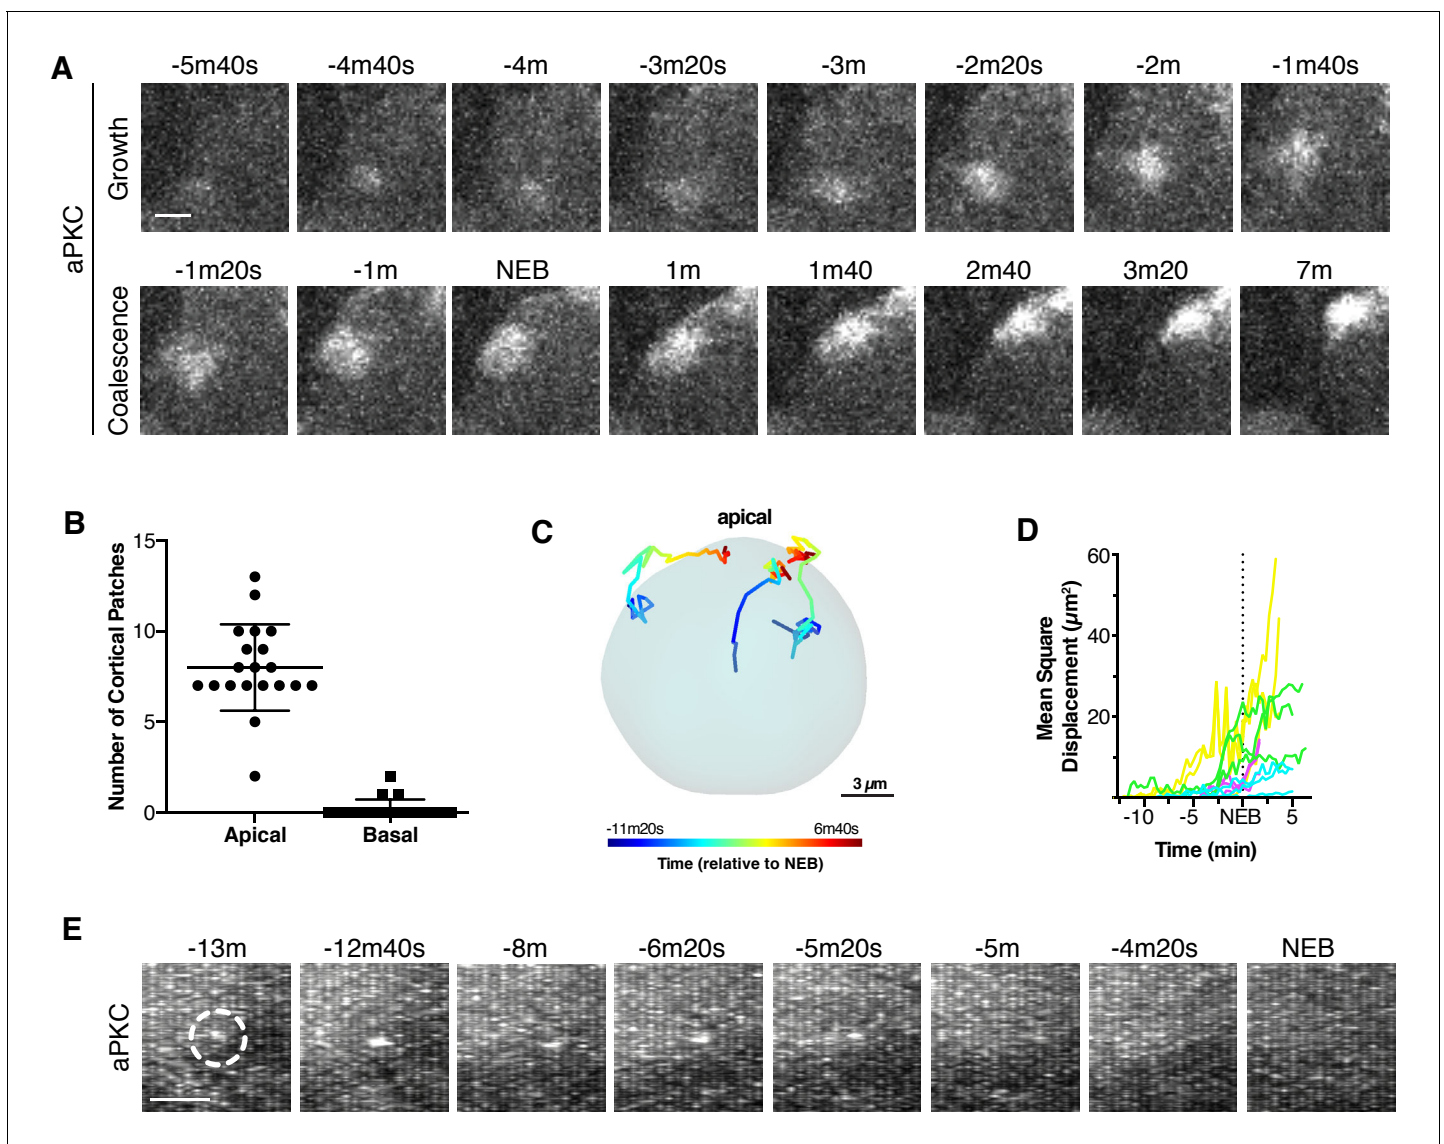 A
-5m40s -4m40s -4m -3m20s -3m -2m20s -2m -1m40s
aPKC
Growth
-1m20s -1m NEB 1m 1m40 2m40 3m20 7m
Coalescence
B
Number of Cortical Patches
15
10
5
0
Apical Basal
C
apical
3 µm
-11m20s 6m40s
Time (relative to NEB)
D
Mean Square
Displacement (µm²)
60
40
20
-10 -5 NEB 5
Time (min)
E
-13m -12m40s -8m -6m20s -5m20s -5m -4m20s NEB
aPKC